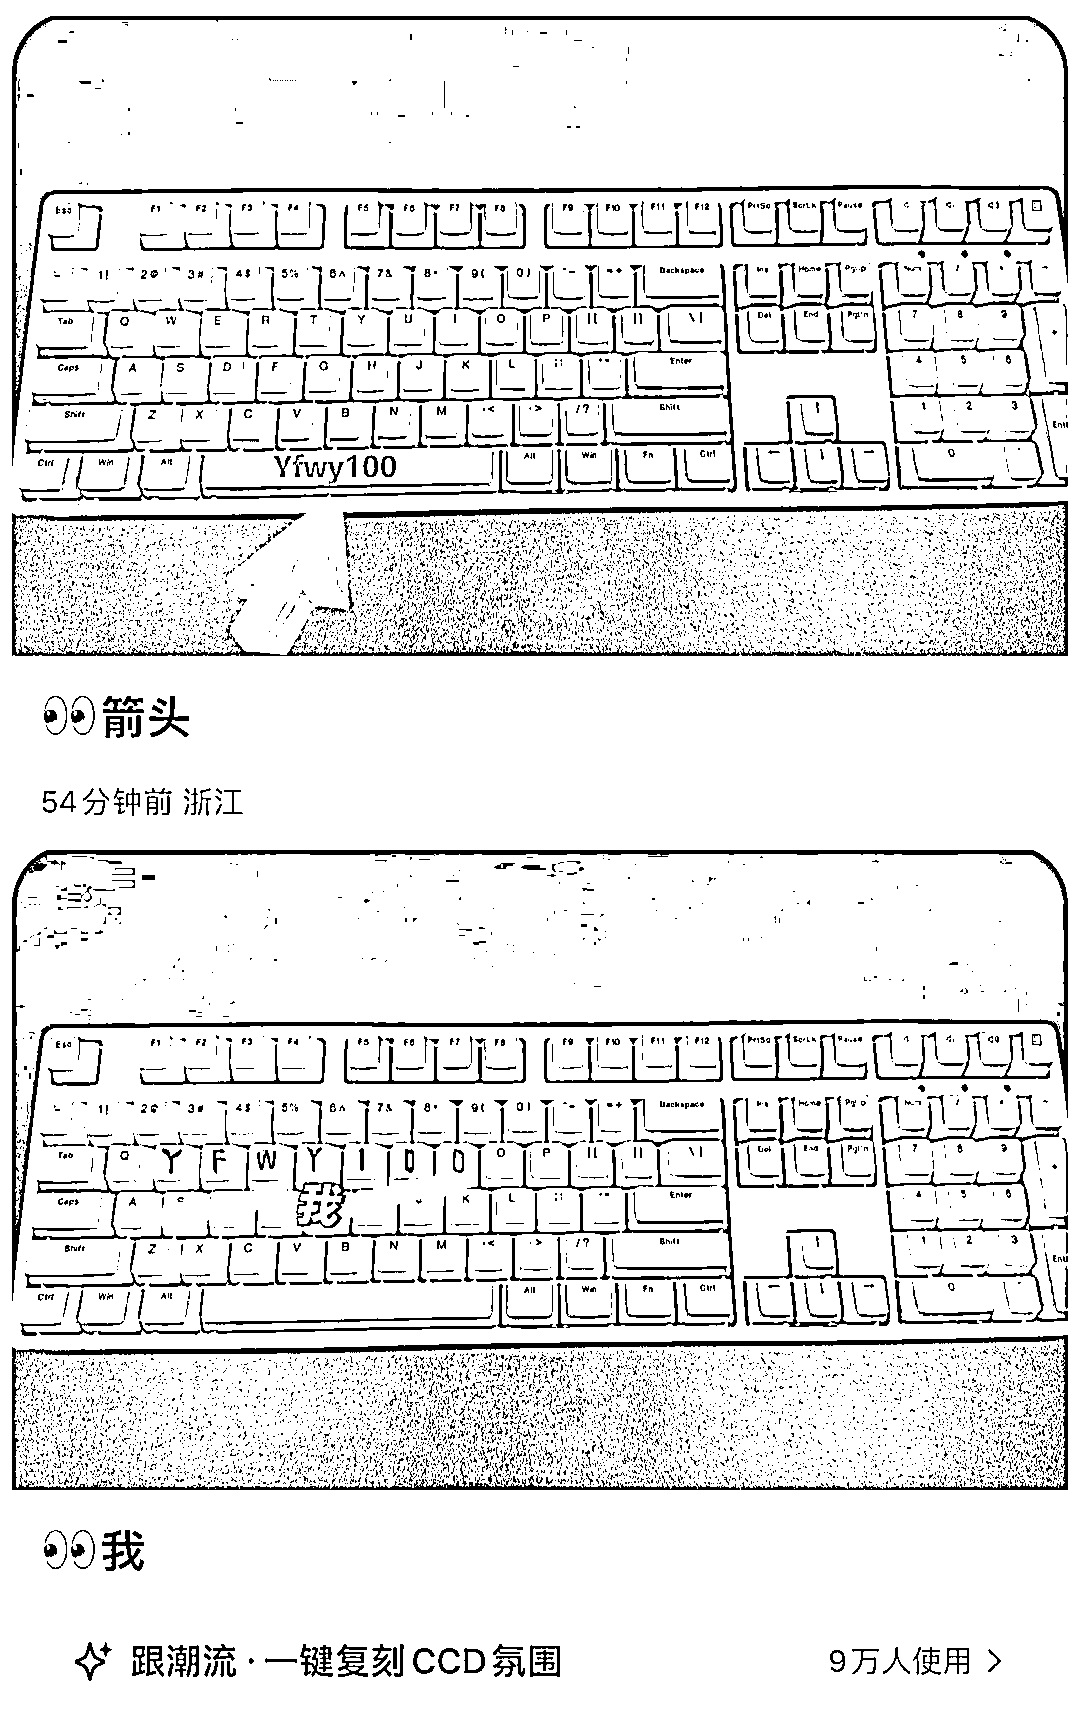 Esc F1 F2 F3 F4 F5 F6 F7 F8 F9 F10 F11 F12 PrtSc ScrLk Pause
1! 2@ 3# 4$ 5% 6^ 7& 8* 9( 0) -_ =+ Backspace Ins Home PgUp Num
Tab Q W E R T Y U I O P [{ ]} \| Del End PgDn 7 8 9
Caps A S D F G H J K L ;: '" Enter 4 5 6
Shift Z X C V B N M ,< .> /? Shift 1 2 3
Ctrl Win Alt Yfwy100 Alt Win Fn Ctrl 0
👀箭头
54分钟前 浙江
Esc F1 F2 F3 F4 F5 F6 F7 F8 F9 F10 F11 F12 PrtSc ScrLk Pause
1! 2@ 3# 4$ 5% 6^ 7& 8* 9( 0) -_ =+ Backspace Ins Home PgUp Num
Tab Q Y F W Y 1 0 0 O P [{ ]} \| Del End PgDn 7 8 9
Caps A 我 K L ;: '" Enter 4 5 6
Shift Z X C V B N M ,< .> /? Shift 1 2 3
Ctrl Win Alt Alt Win Fn Ctrl 0
👀我
跟潮流·一键复刻CCD氛围 9万人使用 >